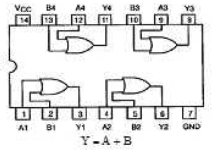 VCC B4 A4 Y4 B3 A3 Y3
14 13 12 11 10 9 8
1 2 3 4 5 6 7
A1 B1 Y1 A2 B2 Y2 GND
Y=A+B